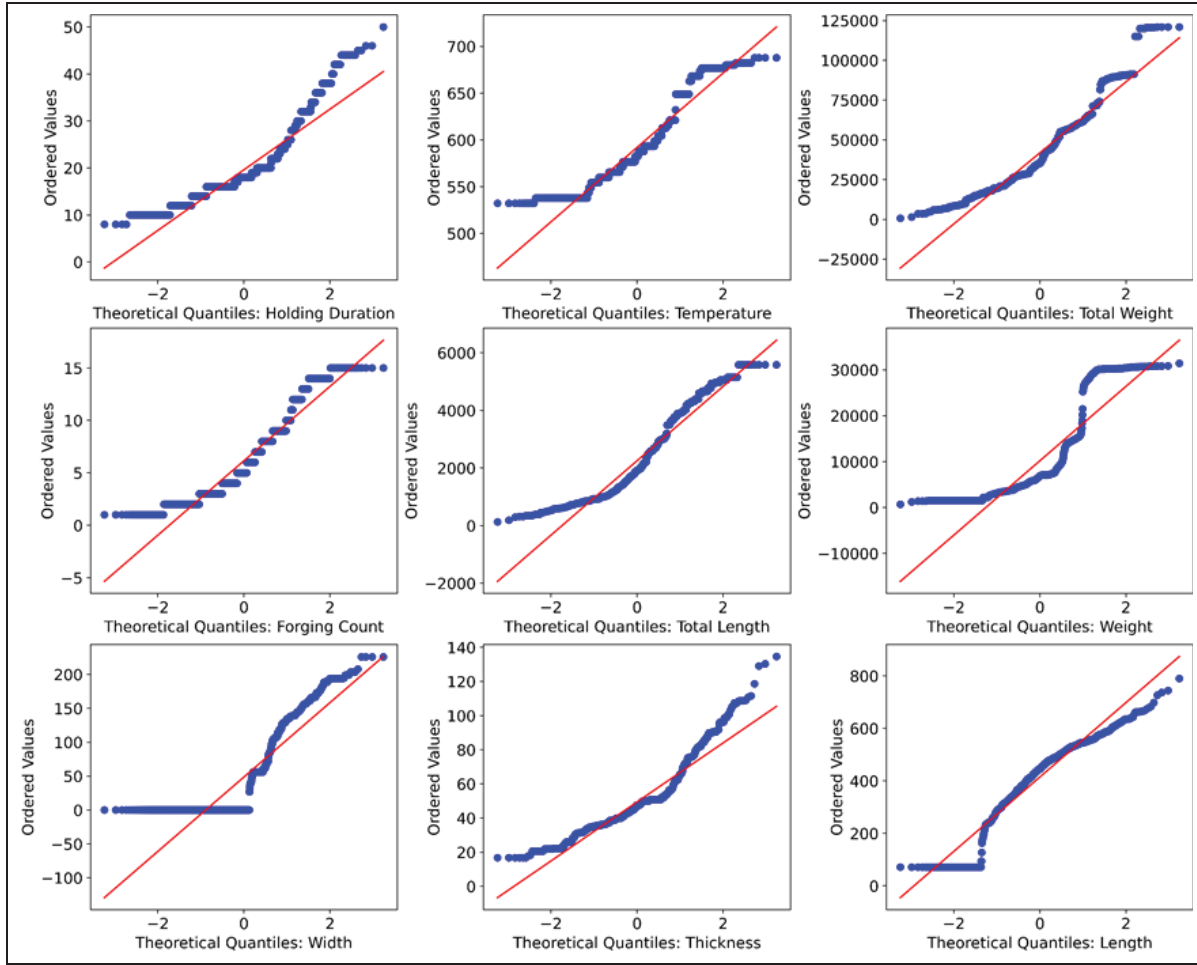 50
40
30
20
10
0
Ordered Values
−2 0 2
Theoretical Quantiles: Holding Duration
700
650
600
550
500
Ordered Values
−2 0 2
Theoretical Quantiles: Temperature
125000
100000
75000
50000
25000
0
−25000
Ordered Values
−2 0 2
Theoretical Quantiles: Total Weight
15
10
5
0
−5
Ordered Values
−2 0 2
Theoretical Quantiles: Forging Count
6000
4000
2000
0
−2000
Ordered Values
−2 0 2
Theoretical Quantiles: Total Length
30000
20000
10000
0
−10000
Ordered Values
−2 0 2
Theoretical Quantiles: Weight
200
150
100
50
0
−50
−100
Ordered Values
−2 0 2
Theoretical Quantiles: Width
140
120
100
80
60
40
20
0
Ordered Values
−2 0 2
Theoretical Quantiles: Thickness
800
600
400
200
0
Ordered Values
−2 0 2
Theoretical Quantiles: Length